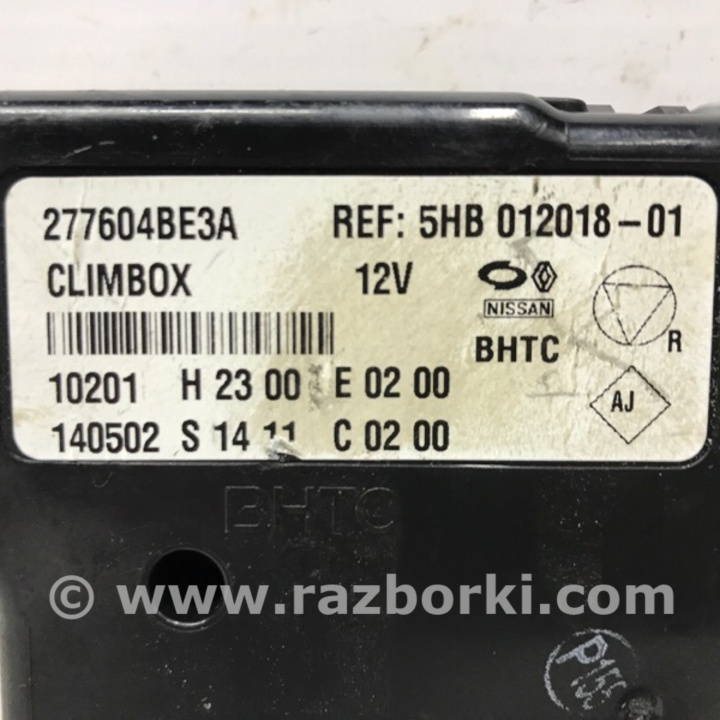 277604BE3A REF: 5HB 012018-01
CLIMBOX 12V
NISSAN
BHTC
R
10201 H 23 00 E 02 00
AJ
140502 S 14 11 C 02 00
BHTC
© www.razborki.com